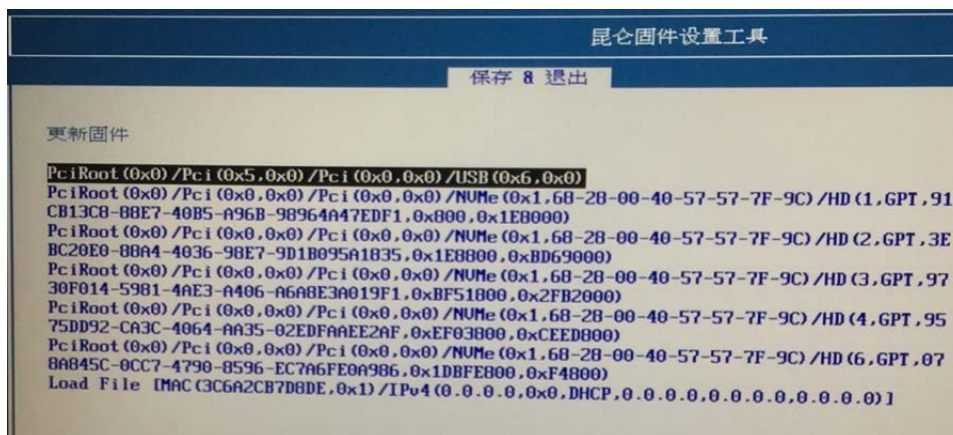 昆仑固件设置工具
保存 & 退出
更新固件
PciRoot(0x0)/Pci(0x5,0x0)/Pci(0x0,0x0)/USB(0x6,0x0)
PciRoot(0x0)/Pci(0x0,0x0)/Pci(0x0,0x0)/NVMe(0x1,68-28-00-40-57-57-7F-9C)/HD(1,GPT,91
CB13C8-88E7-40B5-A96B-98964A47EDF1,0x800,0x1E8000)
PciRoot(0x0)/Pci(0x0,0x0)/Pci(0x0,0x0)/NVMe(0x1,68-28-00-40-57-57-7F-9C)/HD(2,GPT,3E
BC20E0-88A4-4036-98E7-9D1B095A1835,0x1E8800,0xBD69000)
PciRoot(0x0)/Pci(0x0,0x0)/Pci(0x0,0x0)/NVMe(0x1,68-28-00-40-57-57-7F-9C)/HD(3,GPT,97
30F014-5981-4AE3-A406-A6A8E3A019F1,0xBF51800,0x2FB2000)
PciRoot(0x0)/Pci(0x0,0x0)/Pci(0x0,0x0)/NVMe(0x1,68-28-00-40-57-57-7F-9C)/HD(4,GPT,95
75DD92-CA3C-4064-AA35-02EDFAAEE2AF,0xEF03800,0xCEED800)
PciRoot(0x0)/Pci(0x0,0x0)/Pci(0x0,0x0)/NVMe(0x1,68-28-00-40-57-57-7F-9C)/HD(6,GPT,07
8A845C-0CC7-4790-8596-EC7A6FE0A986,0x1DBFE800,0xF4800)
Load File [MAC(3C6A2CB7D8DE,0x1)/IPv4(0.0.0.0,0x0,DHCP,0.0.0.0,0.0.0.0,0.0.0.0)]